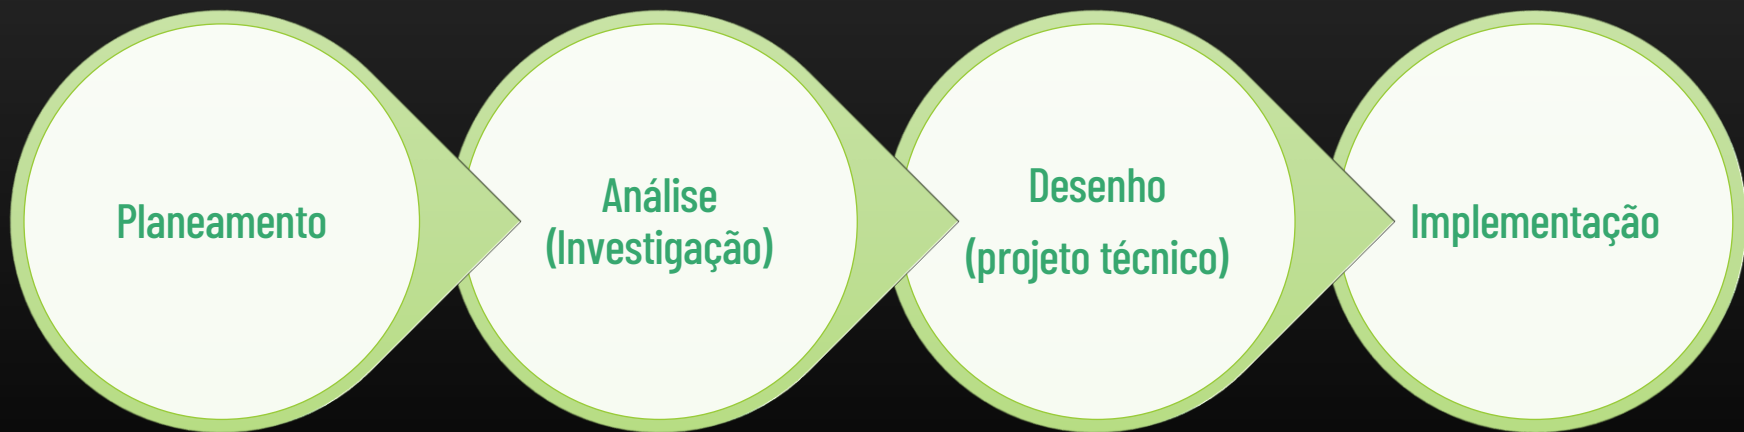 Planeamento
Análise
(Investigação)
Desenho
(projeto técnico)
Implementação